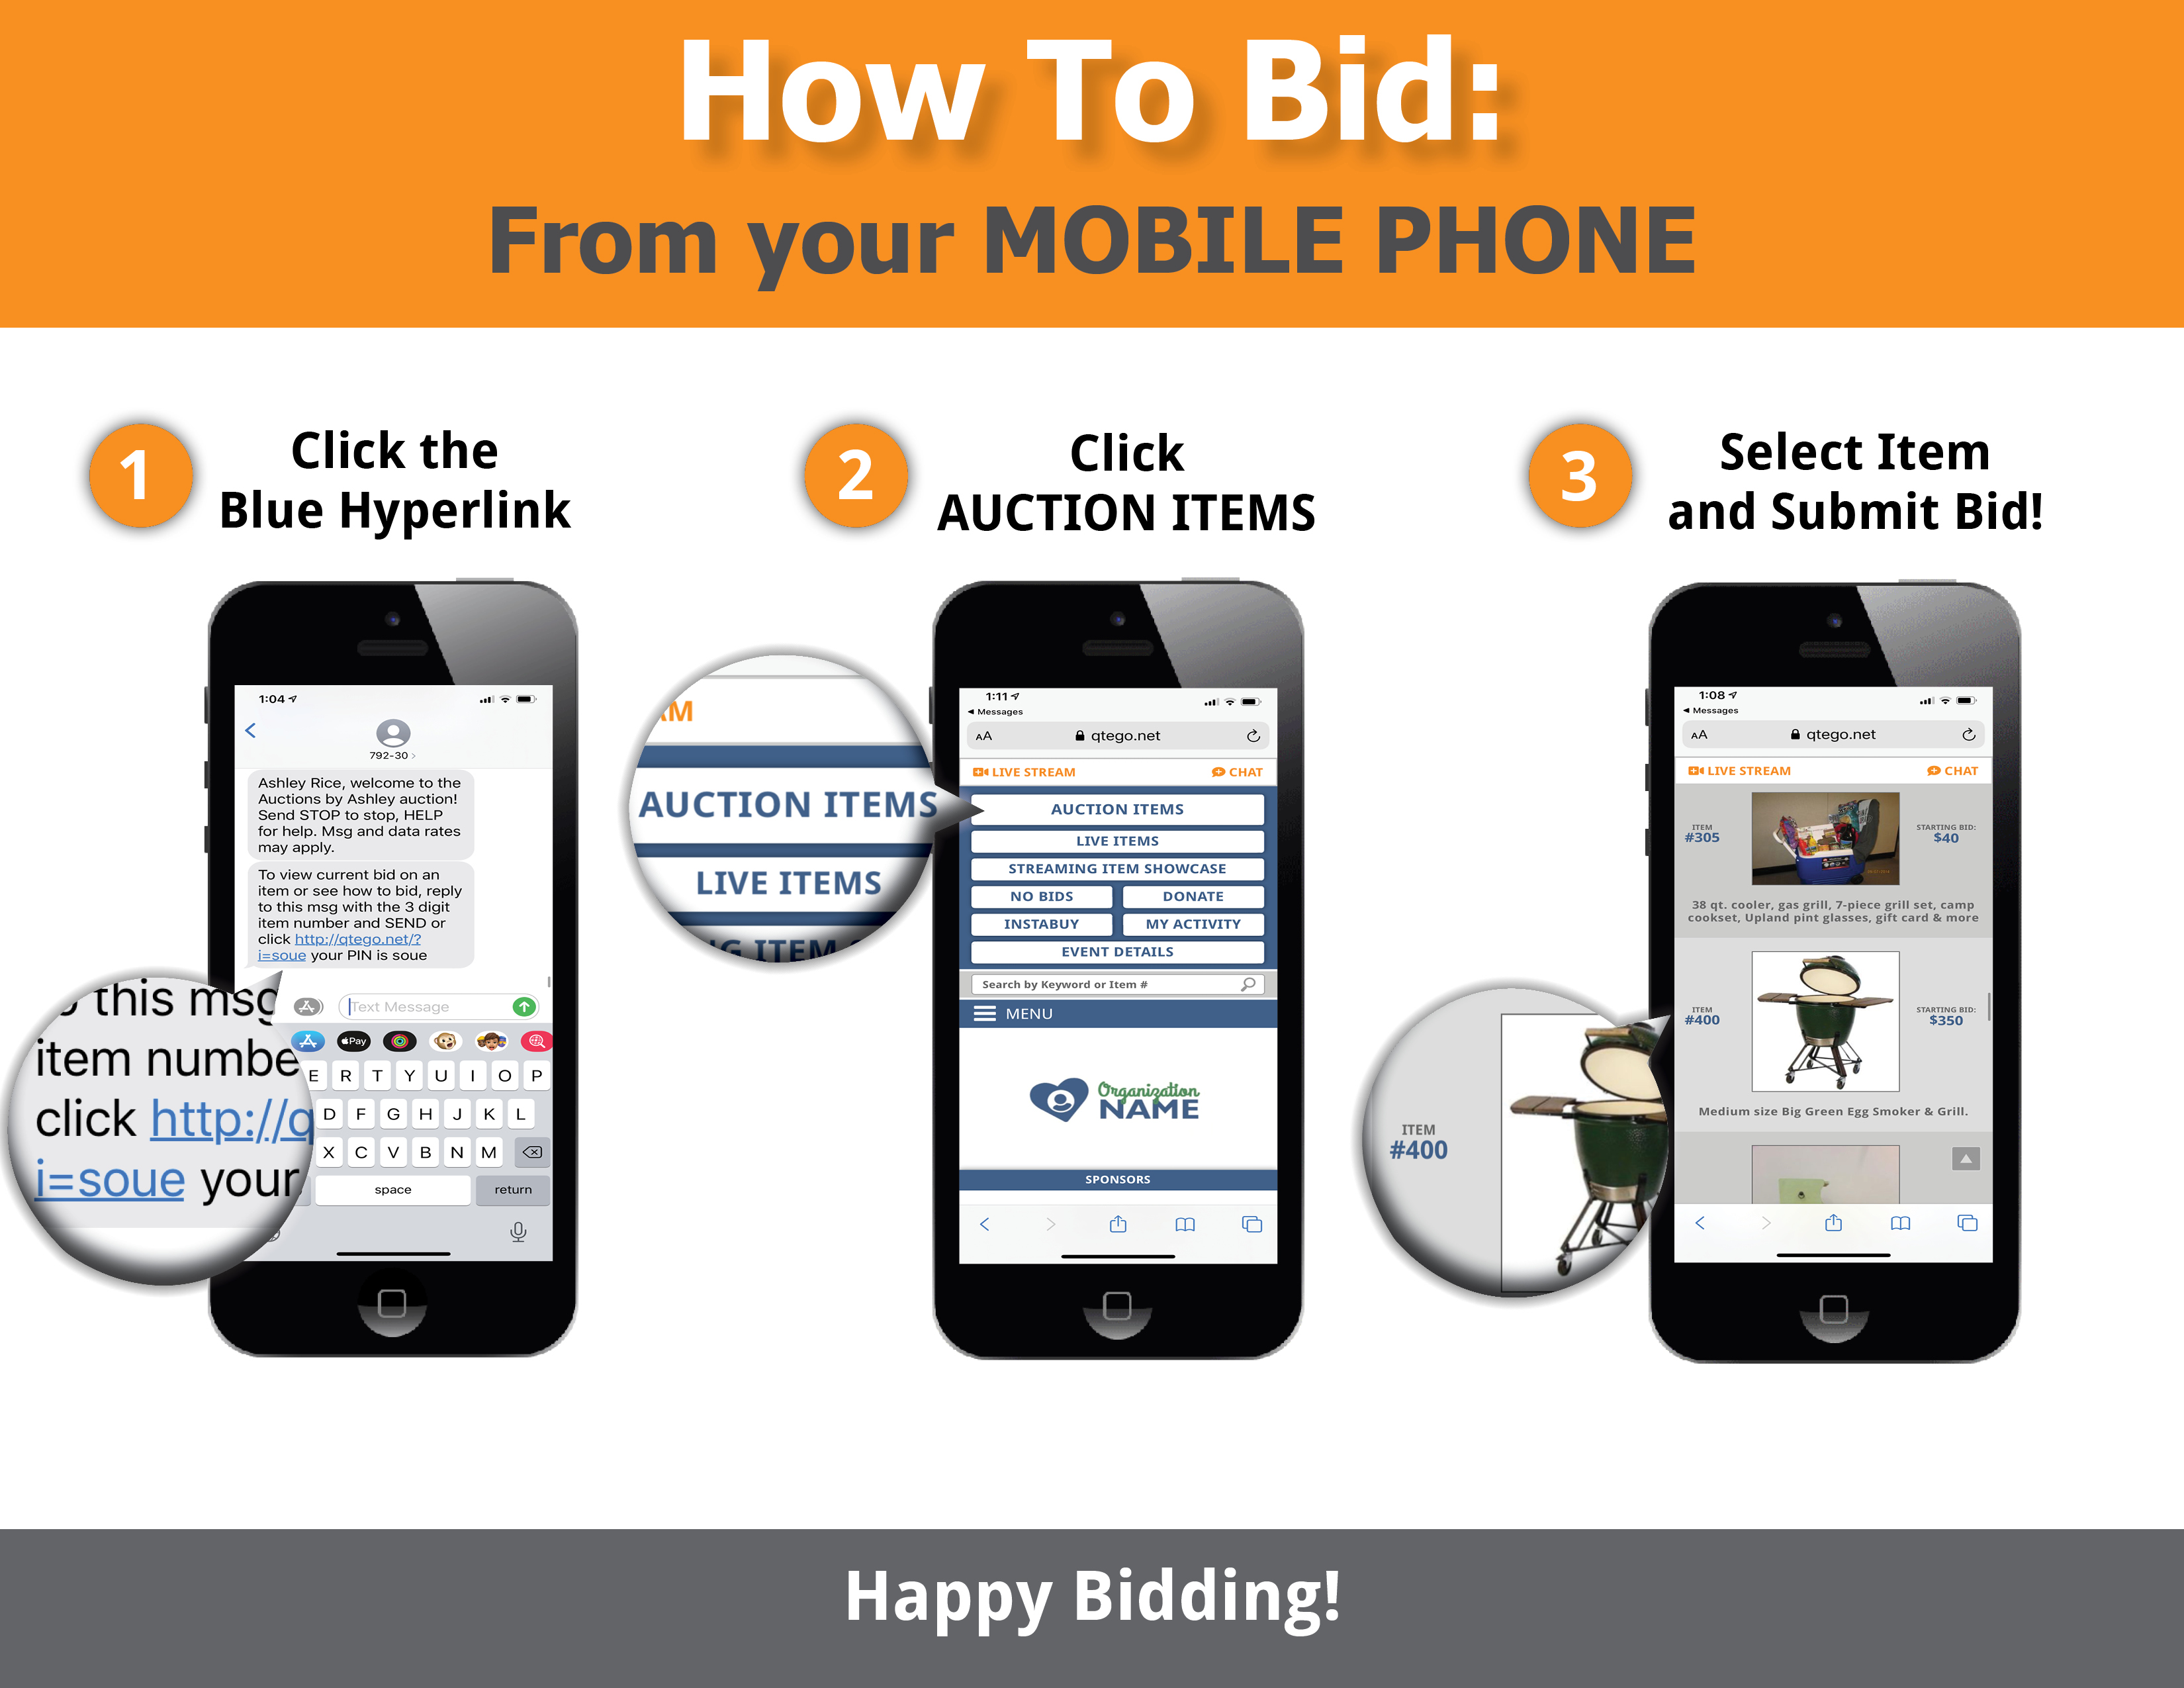 How To Bid:
From your MOBILE PHONE
1
Click the
Blue Hyperlink
1:04
792-30
Ashley Rice, welcome to the
Auctions by Ashley auction!
Send STOP to stop, HELP
for help. Msg and data rates
may apply.
To view current bid on an
item or see how to bid, reply
to this msg with the 3 digit
item number and SEND or
click http://qtego.net/?
i=soue your PIN is soue
this msg
item numbe
click http://q
i=soue your
Text Message
Pay
E R T Y U I O P
D F G H J K L
X C V B N M
space return
2
Click
AUCTION ITEMS
AM
AUCTION ITEMS
LIVE ITEMS
G ITEM
1:11
Messages
AA qtego.net
LIVE STREAM CHAT
AUCTION ITEMS
LIVE ITEMS
STREAMING ITEM SHOWCASE
NO BIDS DONATE
INSTABUY MY ACTIVITY
EVENT DETAILS
Search by Keyword or Item #
MENU
Organization
NAME
SPONSORS
3
Select Item
and Submit Bid!
1:08
Messages
AA qtego.net
LIVE STREAM CHAT
ITEM
#305
STARTING BID:
$40
38 qt. cooler, gas grill, 7-piece grill set, camp
cookset, Upland pint glasses, gift card & more
ITEM
#400
STARTING BID:
$350
Medium size Big Green Egg Smoker & Grill.
ITEM
#400
Happy Bidding!